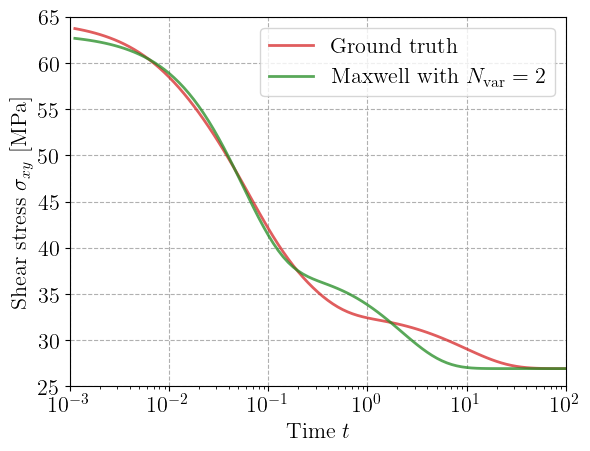 65
60
55
50
45
40
35
30
25
Shear stress σ_xy [MPa]
Ground truth
Maxwell with N_var = 2
10^−3 10^−2 10^−1 10^0 10^1 10^2
Time t